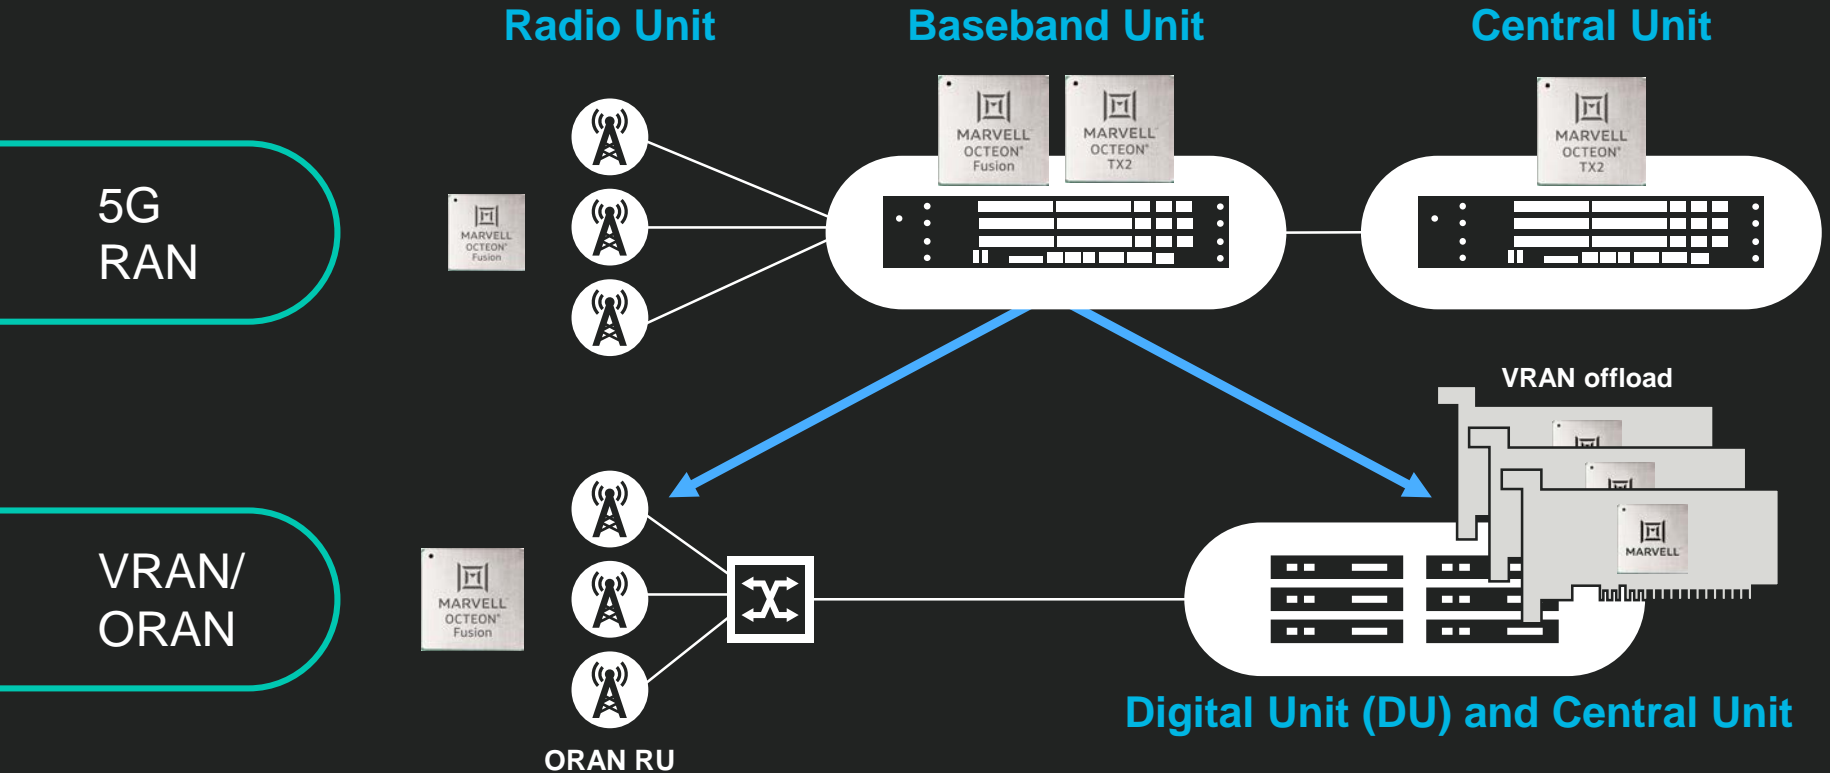 Radio Unit
Baseband Unit
Central Unit
MARVELL
OCTEON®
Fusion
MARVELL
OCTEON®
TX2
MARVELL
OCTEON®
TX2
5G
RAN
MARVELL
OCTEON®
Fusion
VRAN offload
VRAN/
ORAN
MARVELL
OCTEON®
Fusion
MARVELL
Digital Unit (DU) and Central Unit
ORAN RU